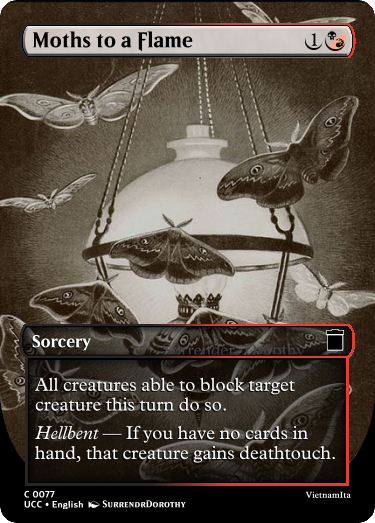 Moths to a Flame
1
Sorcery
All creatures able to block target
creature this turn do so.
Hellbent — If you have no cards in
hand, that creature gains deathtouch.
C 0077
VietnamIta
UCC • English SURRENDRDOROTHY